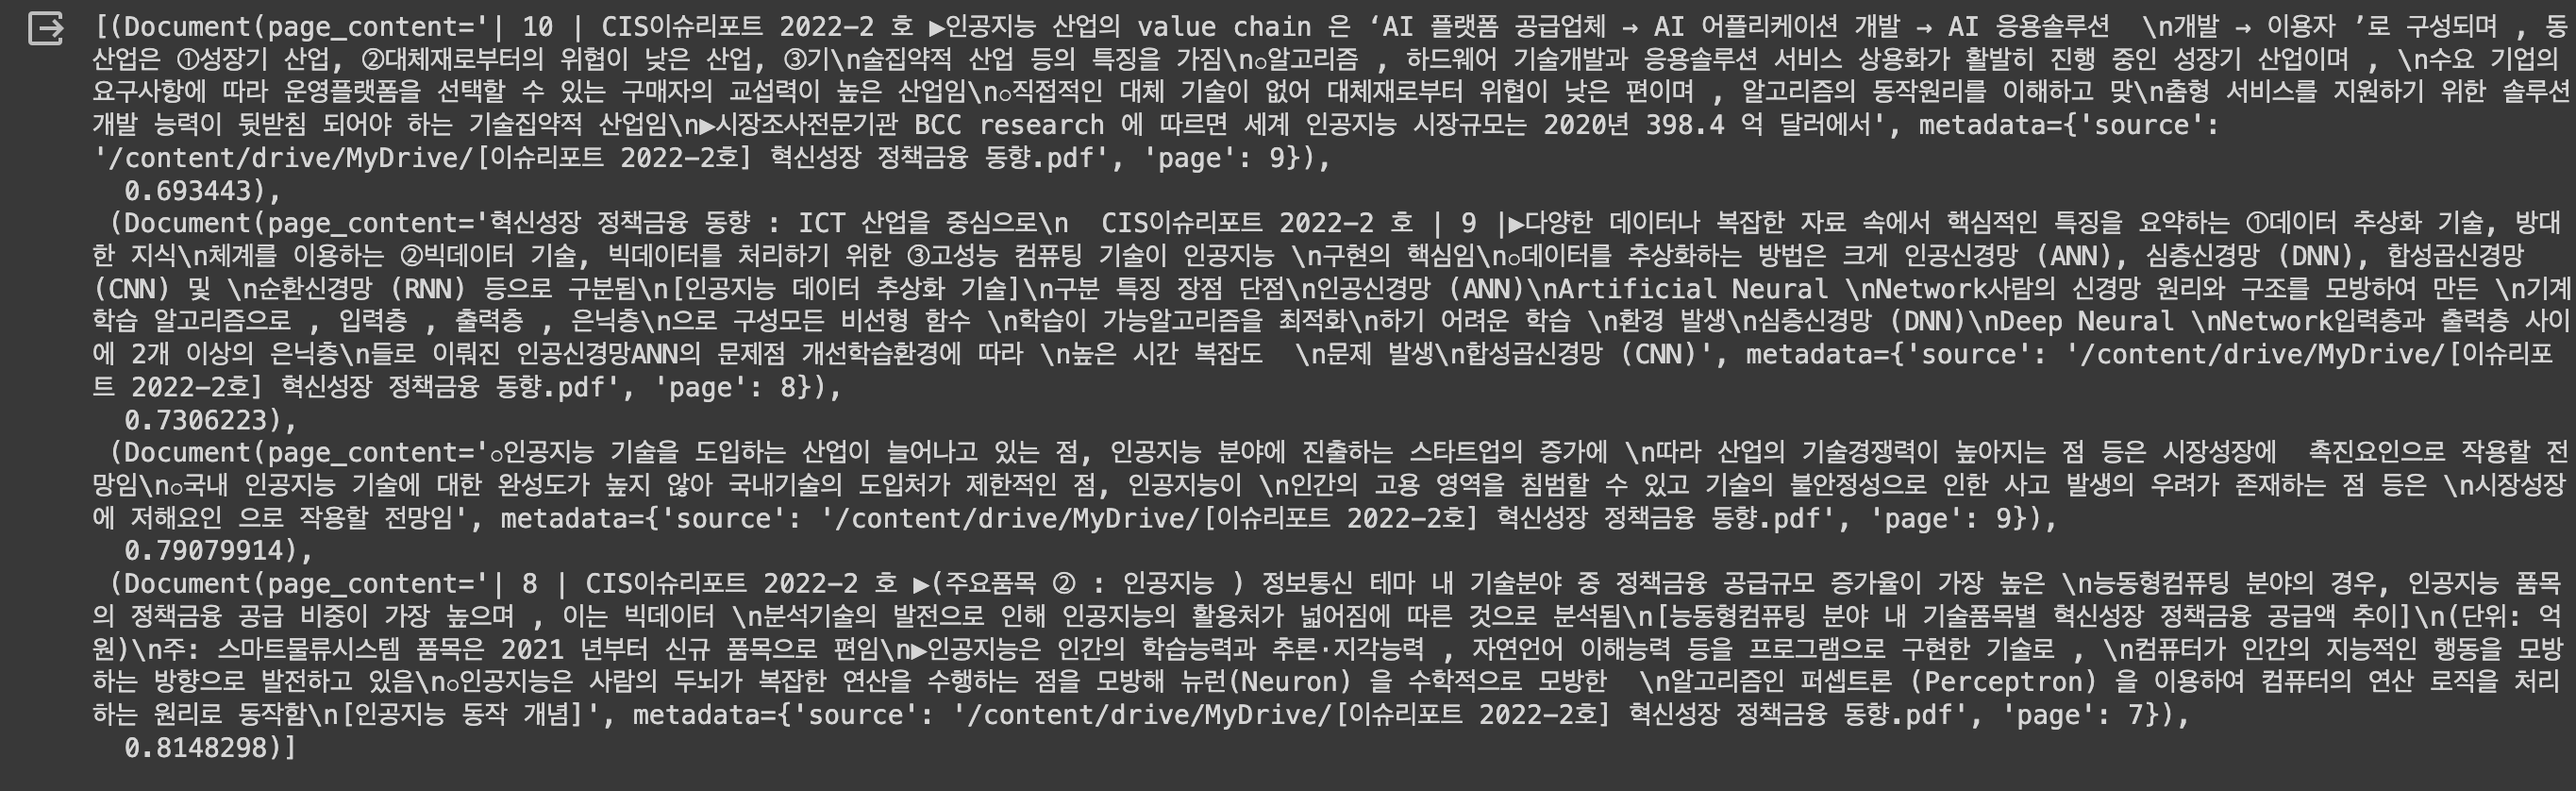 [(Document(page_content='| 10 | CIS이슈리포트 2022-2 호 ▶인공지능 산업의 value chain 은 ‘AI 플랫폼 공급업체 → AI 어플리케이션 개발 → AI 응용솔루션  \n개발 → 이용자 ’로 구성되며 , 동
산업은 ①성장기 산업, ②대체재로부터의 위협이 낮은 산업, ③기\n술집약적 산업 등의 특징을 가짐\n○알고리즘 , 하드웨어 기술개발과 응용솔루션 서비스 상용화가 활발히 진행 중인 성장기 산업이며 , \n수요 기업의
요구사항에 따라 운영플랫폼을 선택할 수 있는 구매자의 교섭력이 높은 산업임\n○직접적인 대체 기술이 없어 대체재로부터 위협이 낮은 편이며 , 알고리즘의 동작원리를 이해하고 맞\n춤형 서비스를 지원하기 위한 솔루션
개발 능력이 뒷받침 되어야 하는 기술집약적 산업임\n▶시장조사전문기관 BCC research 에 따르면 세계 인공지능 시장규모는 2020년 398.4 억 달러에서', metadata={'source':
'/content/drive/MyDrive/[이슈리포트 2022-2호] 혁신성장 정책금융 동향.pdf', 'page': 9}),
0.693443),
(Document(page_content='혁신성장 정책금융 동향 : ICT 산업을 중심으로\n  CIS이슈리포트 2022-2 호 | 9 |▶다양한 데이터나 복잡한 자료 속에서 핵심적인 특징을 요약하는 ①데이터 추상화 기술, 방대
한 지식\n체계를 이용하는 ②빅데이터 기술, 빅데이터를 처리하기 위한 ③고성능 컴퓨팅 기술이 인공지능 \n구현의 핵심임\n○데이터를 추상화하는 방법은 크게 인공신경망 (ANN), 심층신경망 (DNN), 합성곱신경망
(CNN) 및 \n순환신경망 (RNN) 등으로 구분됨\n[인공지능 데이터 추상화 기술]\n구분 특징 장점 단점\n인공신경망 (ANN)\nArtificial Neural \nNetwork사람의 신경망 원리와 구조를 모방하여 만든 \n기계
학습 알고리즘으로 , 입력층 , 출력층 , 은닉층\n으로 구성모든 비선형 함수 \n학습이 가능알고리즘을 최적화\n하기 어려운 학습 \n환경 발생\n심층신경망 (DNN)\nDeep Neural \nNetwork입력층과 출력층 사이
에 2개 이상의 은닉층\n들로 이뤄진 인공신경망ANN의 문제점 개선학습환경에 따라 \n높은 시간 복잡도  \n문제 발생\n합성곱신경망 (CNN)', metadata={'source': '/content/drive/MyDrive/[이슈리포
트 2022-2호] 혁신성장 정책금융 동향.pdf', 'page': 8}),
0.7306223),
(Document(page_content='○인공지능 기술을 도입하는 산업이 늘어나고 있는 점, 인공지능 분야에 진출하는 스타트업의 증가에 \n따라 산업의 기술경쟁력이 높아지는 점 등은 시장성장에  촉진요인으로 작용할 전
망임\n○국내 인공지능 기술에 대한 완성도가 높지 않아 국내기술의 도입처가 제한적인 점, 인공지능이 \n인간의 고용 영역을 침범할 수 있고 기술의 불안정성으로 인한 사고 발생의 우려가 존재하는 점 등은 \n시장성장
에 저해요인 으로 작용할 전망임', metadata={'source': '/content/drive/MyDrive/[이슈리포트 2022-2호] 혁신성장 정책금융 동향.pdf', 'page': 9}),
0.79079914),
(Document(page_content='| 8 | CIS이슈리포트 2022-2 호 ▶(주요품목 ② : 인공지능 ) 정보통신 테마 내 기술분야 중 정책금융 공급규모 증가율이 가장 높은 \n능동형컴퓨팅 분야의 경우, 인공지능 품목
의 정책금융 공급 비중이 가장 높으며 , 이는 빅데이터 \n분석기술의 발전으로 인해 인공지능의 활용처가 넓어짐에 따른 것으로 분석됨\n[능동형컴퓨팅 분야 내 기술품목별 혁신성장 정책금융 공급액 추이]\n(단위: 억
원)\n주: 스마트물류시스템 품목은 2021 년부터 신규 품목으로 편입\n▶인공지능은 인간의 학습능력과 추론·지각능력 , 자연언어 이해능력 등을 프로그램으로 구현한 기술로 , \n컴퓨터가 인간의 지능적인 행동을 모방
하는 방향으로 발전하고 있음\n○인공지능은 사람의 두뇌가 복잡한 연산을 수행하는 점을 모방해 뉴런(Neuron) 을 수학적으로 모방한  \n알고리즘인 퍼셉트론 (Perceptron) 을 이용하여 컴퓨터의 연산 로직을 처리
하는 원리로 동작함\n[인공지능 동작 개념]', metadata={'source': '/content/drive/MyDrive/[이슈리포트 2022-2호] 혁신성장 정책금융 동향.pdf', 'page': 7}),
0.8148298)]